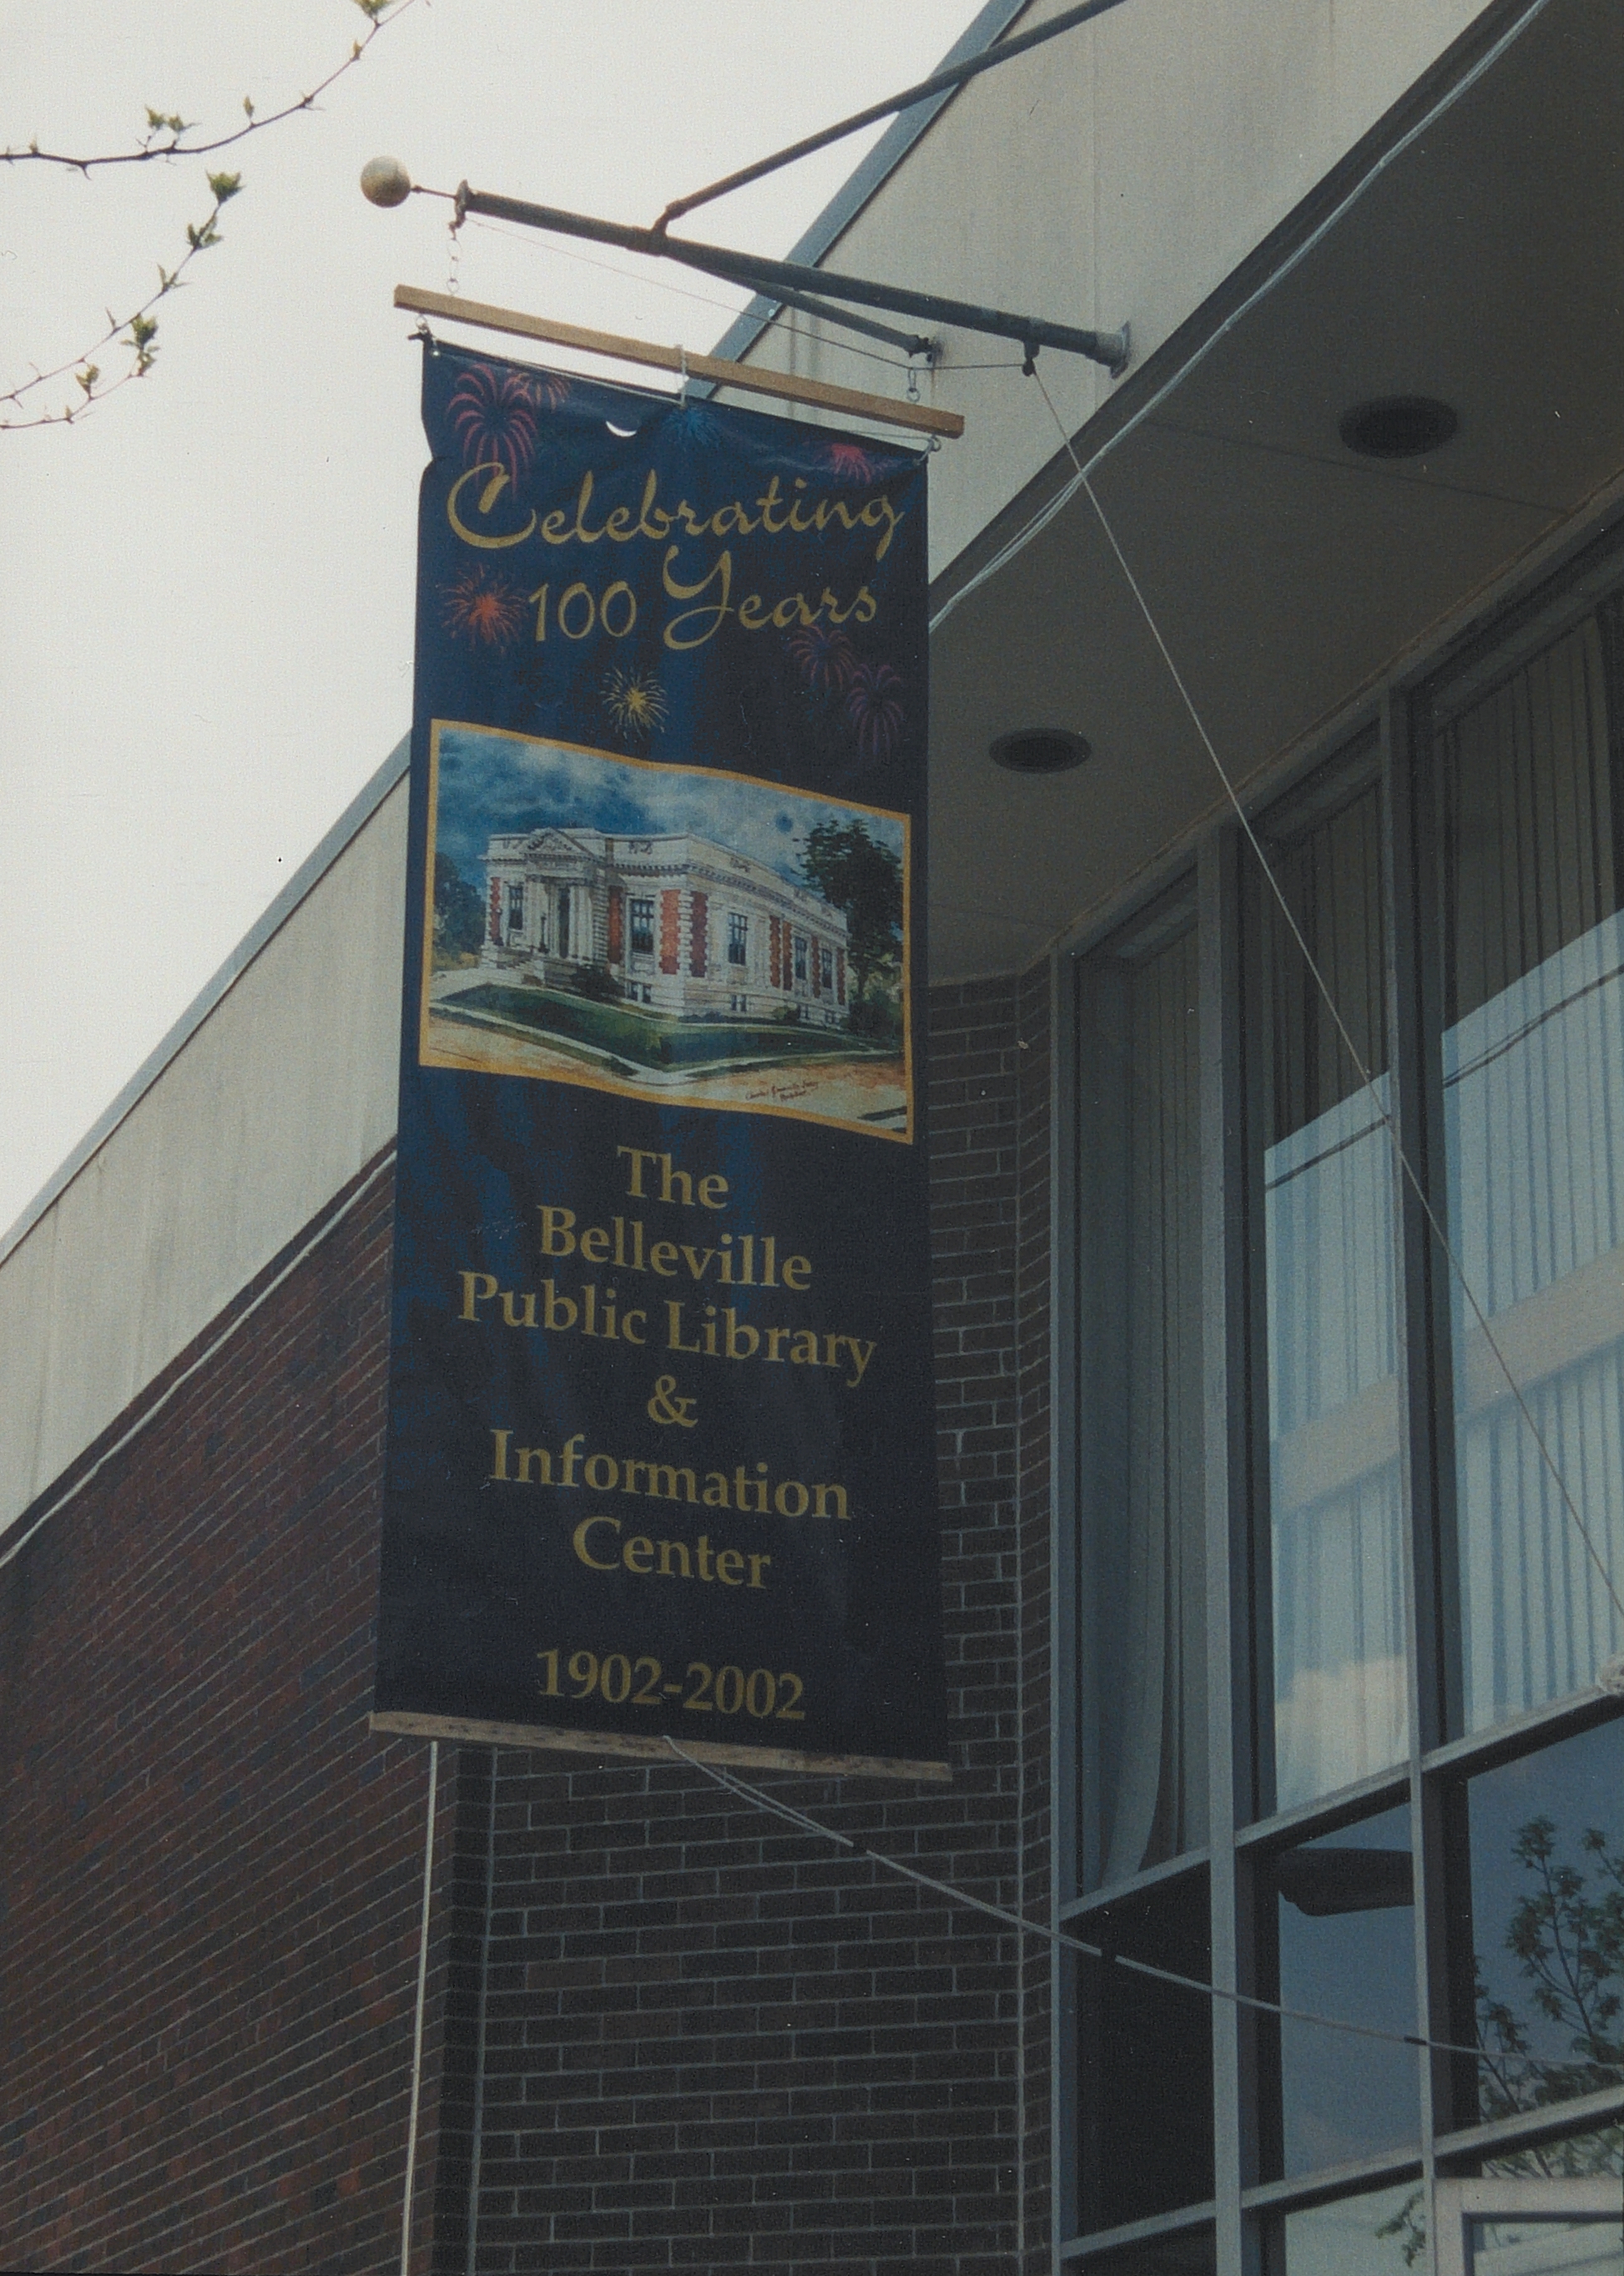 Celebrating
100 Years
The
Belleville
Public Library
&
Information
Center
1902-2002